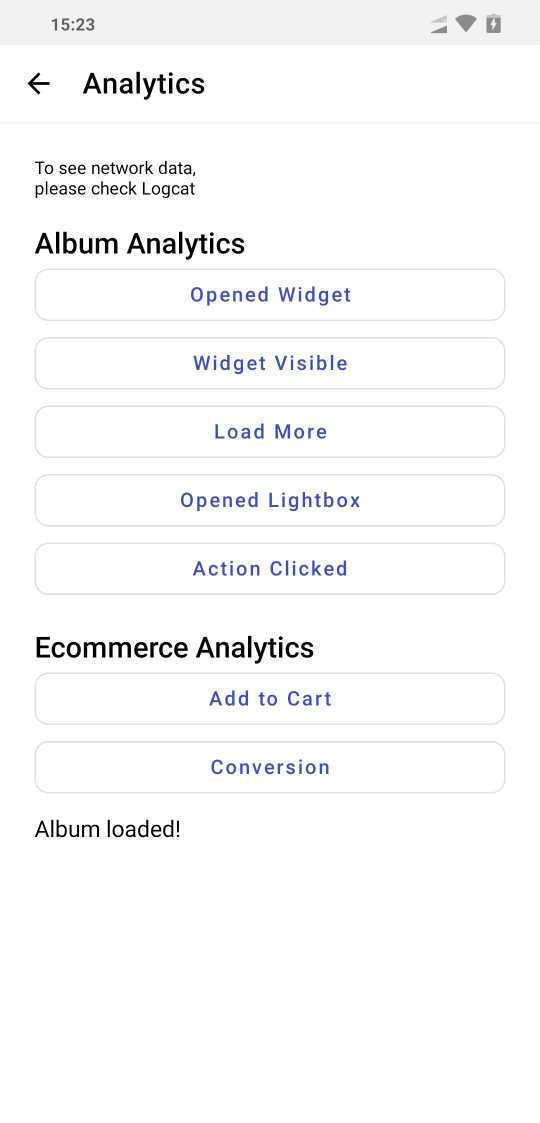 15:23
Analytics
To see network data,
please check Logcat
Album Analytics
Opened Widget
Widget Visible
Load More
Opened Lightbox
Action Clicked
Ecommerce Analytics
Add to Cart
Conversion
Album loaded!